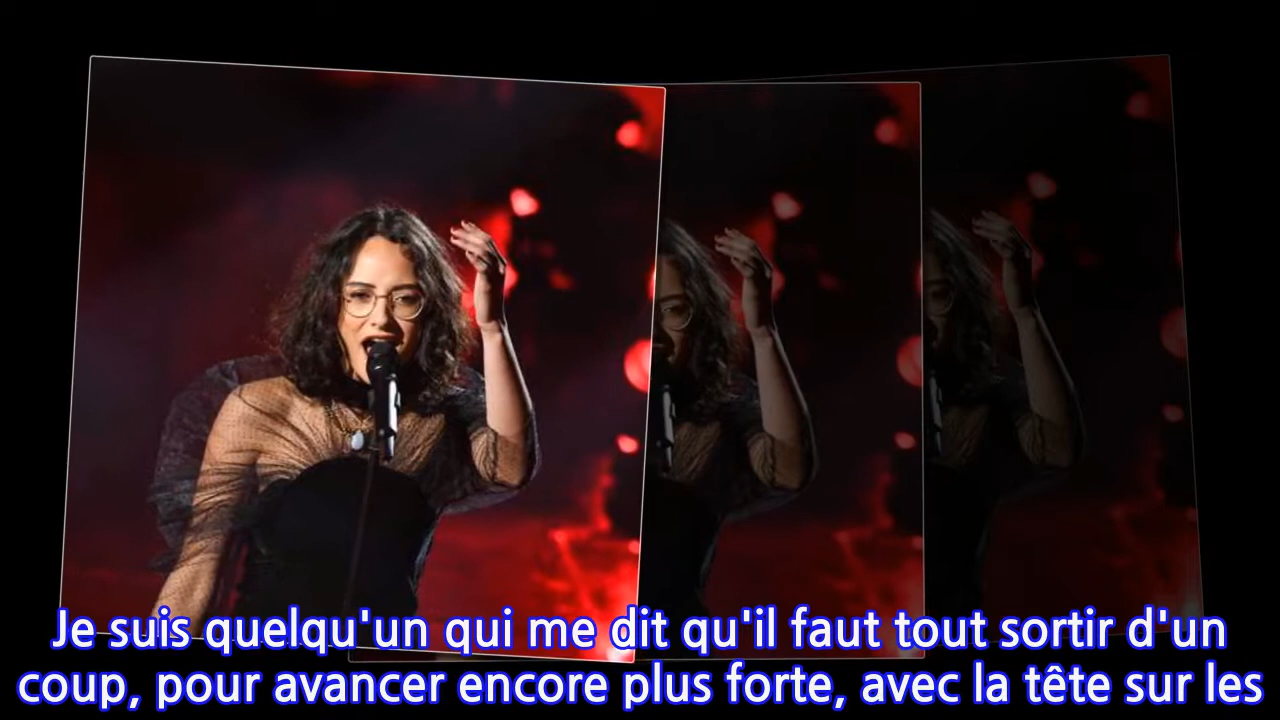 Je suis quelqu'un qui me dit qu'il faut tout sortir d'un
coup, pour avancer encore plus forte, avec la tête sur les